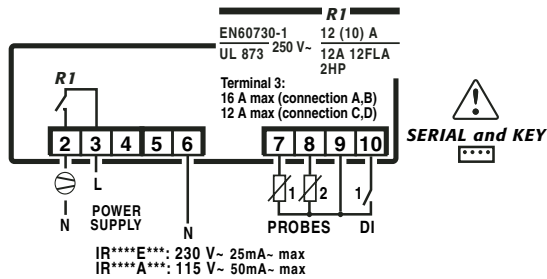 R1
EN60730-1
UL 873
250 V~
12 (10) A
12A 12FLA
2HP
Terminal 3:
16 A max (connection A,B)
12 A max (connection C,D)
R1
2 3 4 5 6 7 8 9 10
SERIAL and KEY
L
1 2 1
N
POWER
SUPPLY
N
PROBES DI
IR****E***: 230 V~ 25mA~ max
IR****A***: 115 V~ 50mA~ max